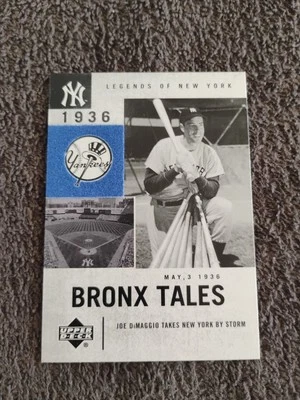 NY
LEGENDS OF NEW YORK
1936
Yankees
NY
MAY, 3 1936
BRONX TALES
UPPER DECK
JOE DiMAGGIO TAKES NEW YORK BY STORM